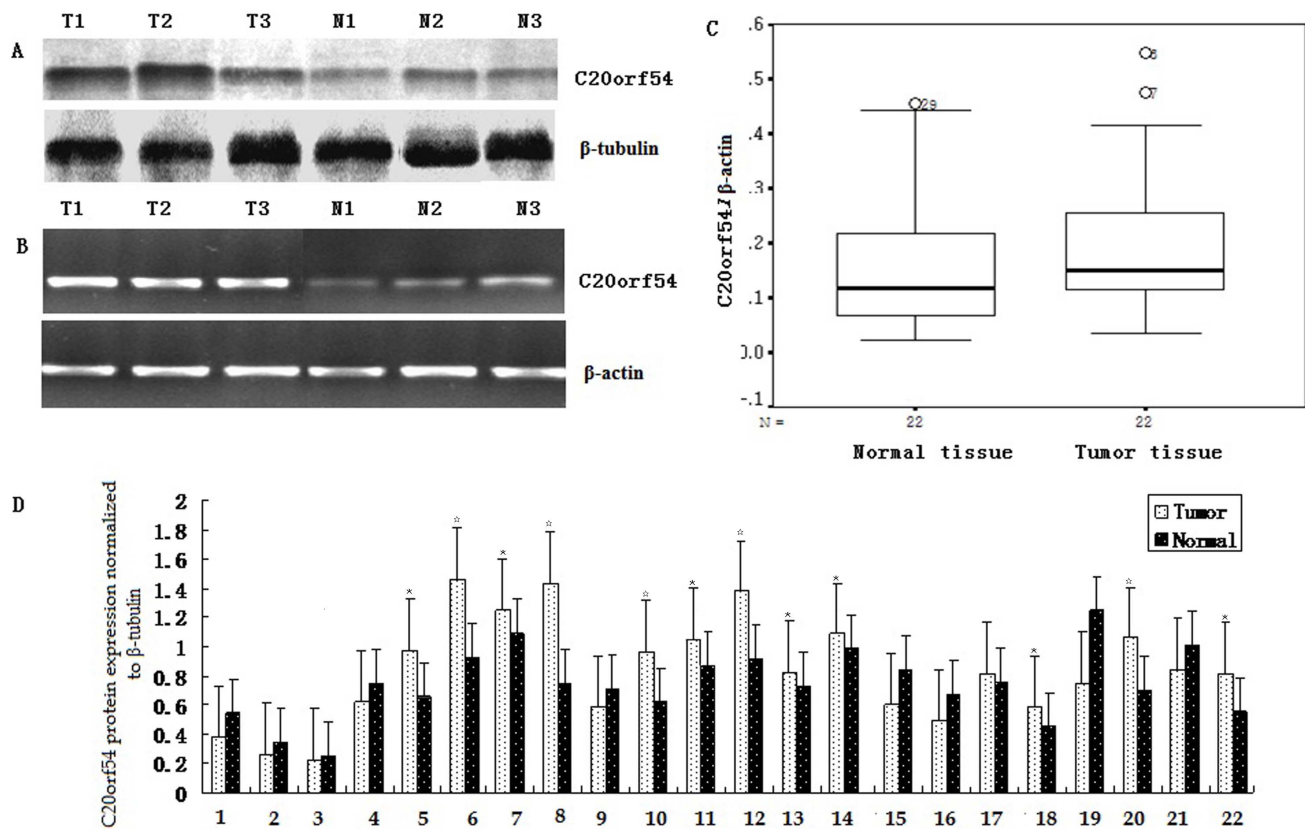 A
T1 T2 T3 N1 N2 N3
C20orf54
β-tubulin
B
T1 T2 T3 N1 N2 N3
C20orf54
β-actin
C
C20orf54/β-actin
.6
.5
.4
.3
.2
.1
0.0
-.1
29
7
N = 22 22
Normal tissue Tumor tissue
D
C20orf54 protein expression normalized
to β-tubulin
2
1.8
1.6
1.4
1.2
1
0.8
0.6
0.4
0.2
0
☆ ☆ ☆ * * ☆ * * * * ☆ *
Tumor
Normal
1 2 3 4 5 6 7 8 9 10 11 12 13 14 15 16 17 18 19 20 21 22